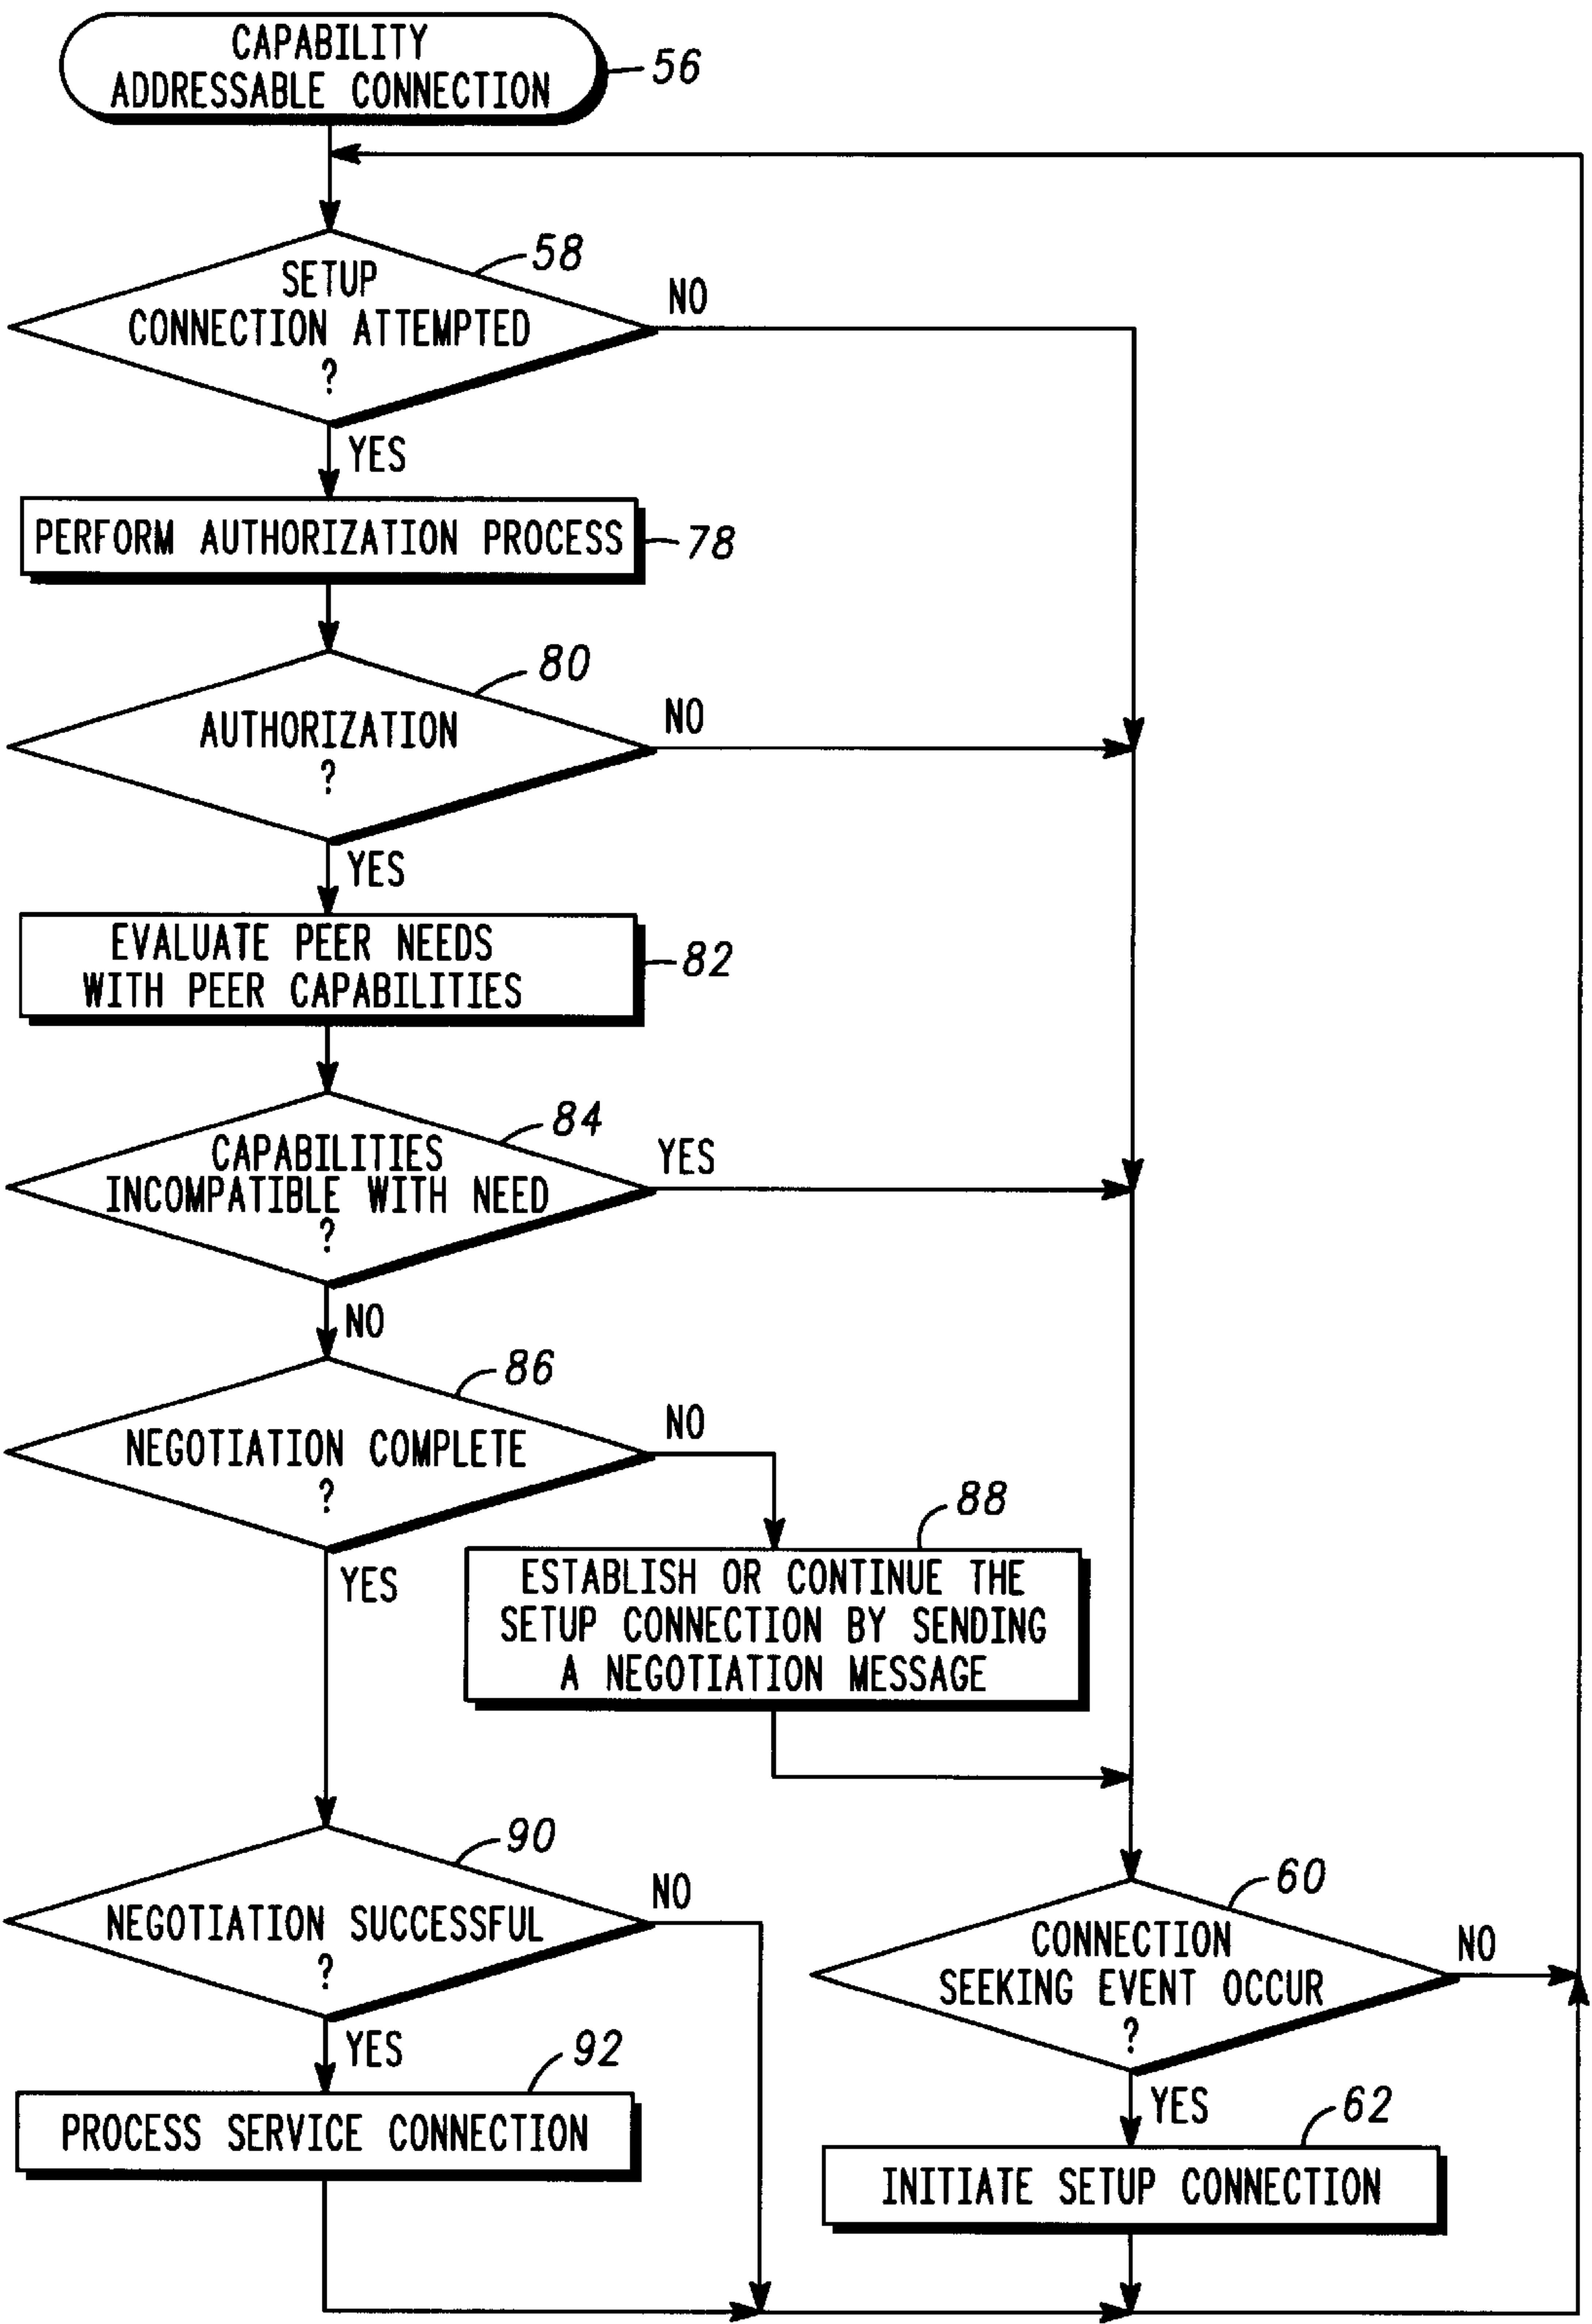 CAPABILITY
ADDRESSABLE CONNECTION
56
58
SETUP
CONNECTION ATTEMPTED
?
NO
YES
PERFORM AUTHORIZATION PROCESS
78
80
AUTHORIZATION
?
NO
YES
EVALUATE PEER NEEDS
WITH PEER CAPABILITIES
82
84
CAPABILITIES
INCOMPATIBLE WITH NEED
?
YES
NO
86
NEGOTIATION COMPLETE
?
NO
YES
88
ESTABLISH OR CONTINUE THE
SETUP CONNECTION BY SENDING
A NEGOTIATION MESSAGE
90
NEGOTIATION SUCCESSFUL
?
NO
YES
92
PROCESS SERVICE CONNECTION
60
CONNECTION
SEEKING EVENT OCCUR
?
NO
YES
62
INITIATE SETUP CONNECTION